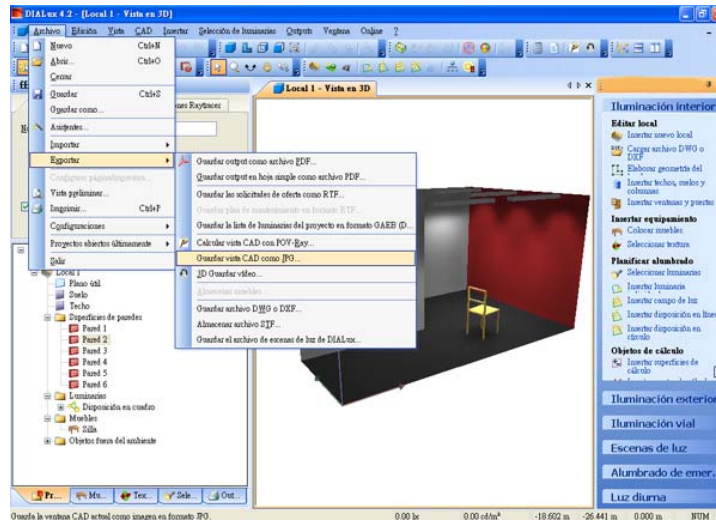 DIALux 4.2 - [Local 1 - Vista en 3D]
Archivo Edición Vista CAD Insertar Selección de luminarias Outputs Ventana Online ?
Nuevo Ctrl+N
Abrir... Ctrl+O
Cerrar
Guardar Ctrl+S
Guardar como...
Asistentes...
Importar
Exportar
Configurar página/impresora...
Vista preliminar...
Imprimir... Ctrl+P
Configuraciones
Proyectos abiertos últimamente
Salir
Guardar output como archivo PDF...
Guardar output en hoja simple como archivo PDF...
Guardar las solicitudes de oferta como RTF...
Guardar plan de mantenimiento en formato RTF...
Guardar la lista de luminarias del proyecto en formato GAEB (D...
Calcular vista CAD con POV-Ray...
Guardar vista CAD como JPG...
3D Guardar vídeo...
Almacenar muebles...
Guardar archivo DWG o DXF...
Almacenar archivo STF...
Guardar el archivo de escenas de luz de DIALux...
nes Raytracer
Local 1
Plano útil
Suelo
Techo
Superficies de paredes
Pared 1
Pared 2
Pared 3
Pared 4
Pared 5
Pared 6
Luminarias
Disposición en cuadro
Muebles
Silla
Objetos fuera del ambiente
Pr... Mu... Tex... Sele... Out...
Local 1 - Vista en 3D
Iluminación interior
Editar local
Insertar nuevo local
Cargar archivo DWG o DXF
Elaborar geometría del
Insertar techos, suelos y columnas
Insertar ventanas y puertas
Insertar equipamiento
Colocar muebles
Seleccionar textura
Planificar alumbrado
Seleccionar luminarias
Insertar luminaria
Insertar campo de luz
Insertar disposición en línea
Insertar disposición en círculo
Objetos de cálculo
Insertar superficies de cálculo
Iluminación exterior
Iluminación vial
Escenas de luz
Alumbrado de emer.
Luz diurna
Guarda la ventana CAD actual como imagen en formato JPG. 0.00 lx 0.00 cd/m² -18.602 m -26.441 m 0.000 m NUM